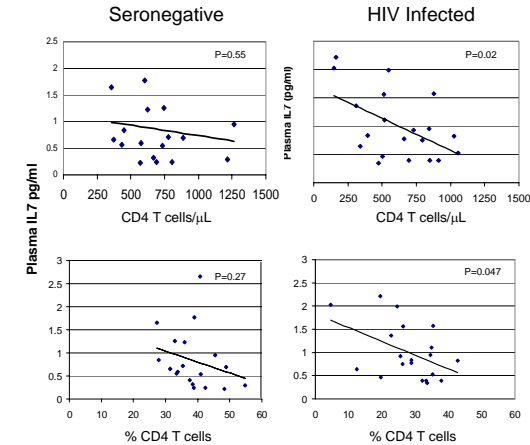 Seronegative
HIV Infected
2.5
2
1.5
1
0.5
0
P=0.55
0 250 500 750 1000 1250 1500
CD4 T cells/μL
Plasma IL7 (pg/ml)
P=0.02
0 250 500 750 1000 1250 1500
CD4 T cells/μL
Plasma IL7 pg/ml
3
2.5
2
1.5
1
0.5
0
P=0.27
0 10 20 30 40 50 60
% CD4 T cells
3
2.5
2
1.5
1
0.5
0
P=0.047
0 10 20 30 40 50 60
% CD4 T cells